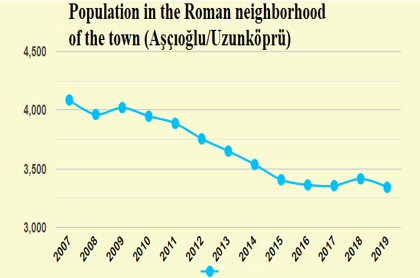 Population in the Roman neighborhood
of the town (Aşçıoğlu/Uzunköprü)
4,500
4,000
3,500
3,000
2007 2008 2009 2010 2011 2012 2013 2014 2015 2016 2017 2018 2019